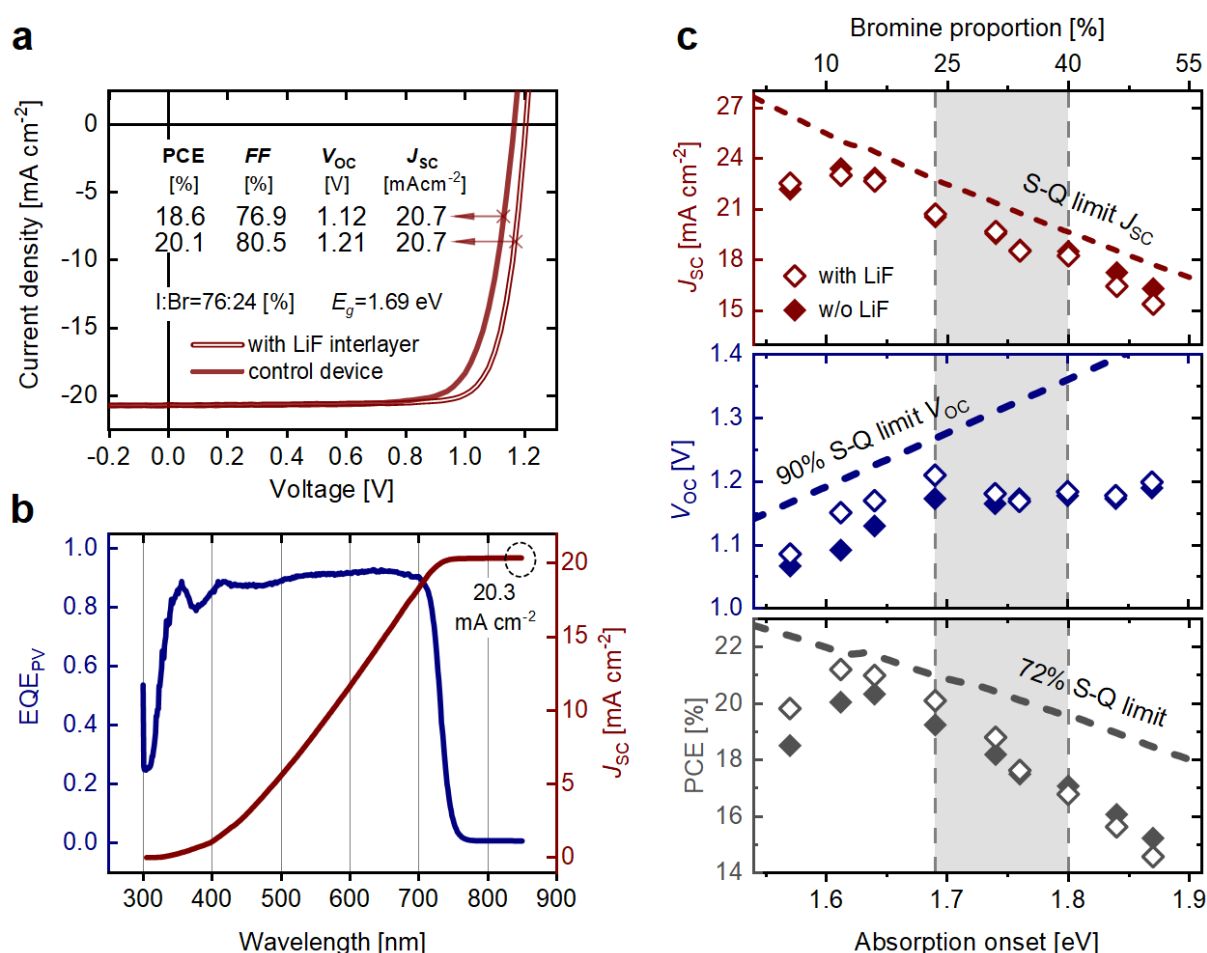 a
0
-5
-10
-15
-20
Current density [mA cm-2]
PCE FF VOC JSC
[%] [%] [V] [mAcm-2]
18.6 76.9 1.12 20.7
20.1 80.5 1.21 20.7
I:Br=76:24 [%] Eg=1.69 eV
with LiF interlayer
control device
-0.2 0.0 0.2 0.4 0.6 0.8 1.0 1.2
Voltage [V]
b
1.0
0.8
0.6
0.4
0.2
0.0
EQEPV
20.3
mA cm-2
20
15
10
5
0
JSC [mA cm-2]
300 400 500 600 700 800 900
Wavelength [nm]
c
Bromine proportion [%]
10 25 40 55
27
24
21
18
15
JSC [mA cm-2]
S-Q limit JSC
with LiF
w/o LiF
1.4
1.3
1.2
1.1
1.0
VOC [V]
90% S-Q limit VOC
22
20
18
16
14
PCE [%]
72% S-Q limit
1.6 1.7 1.8 1.9
Absorption onset [eV]